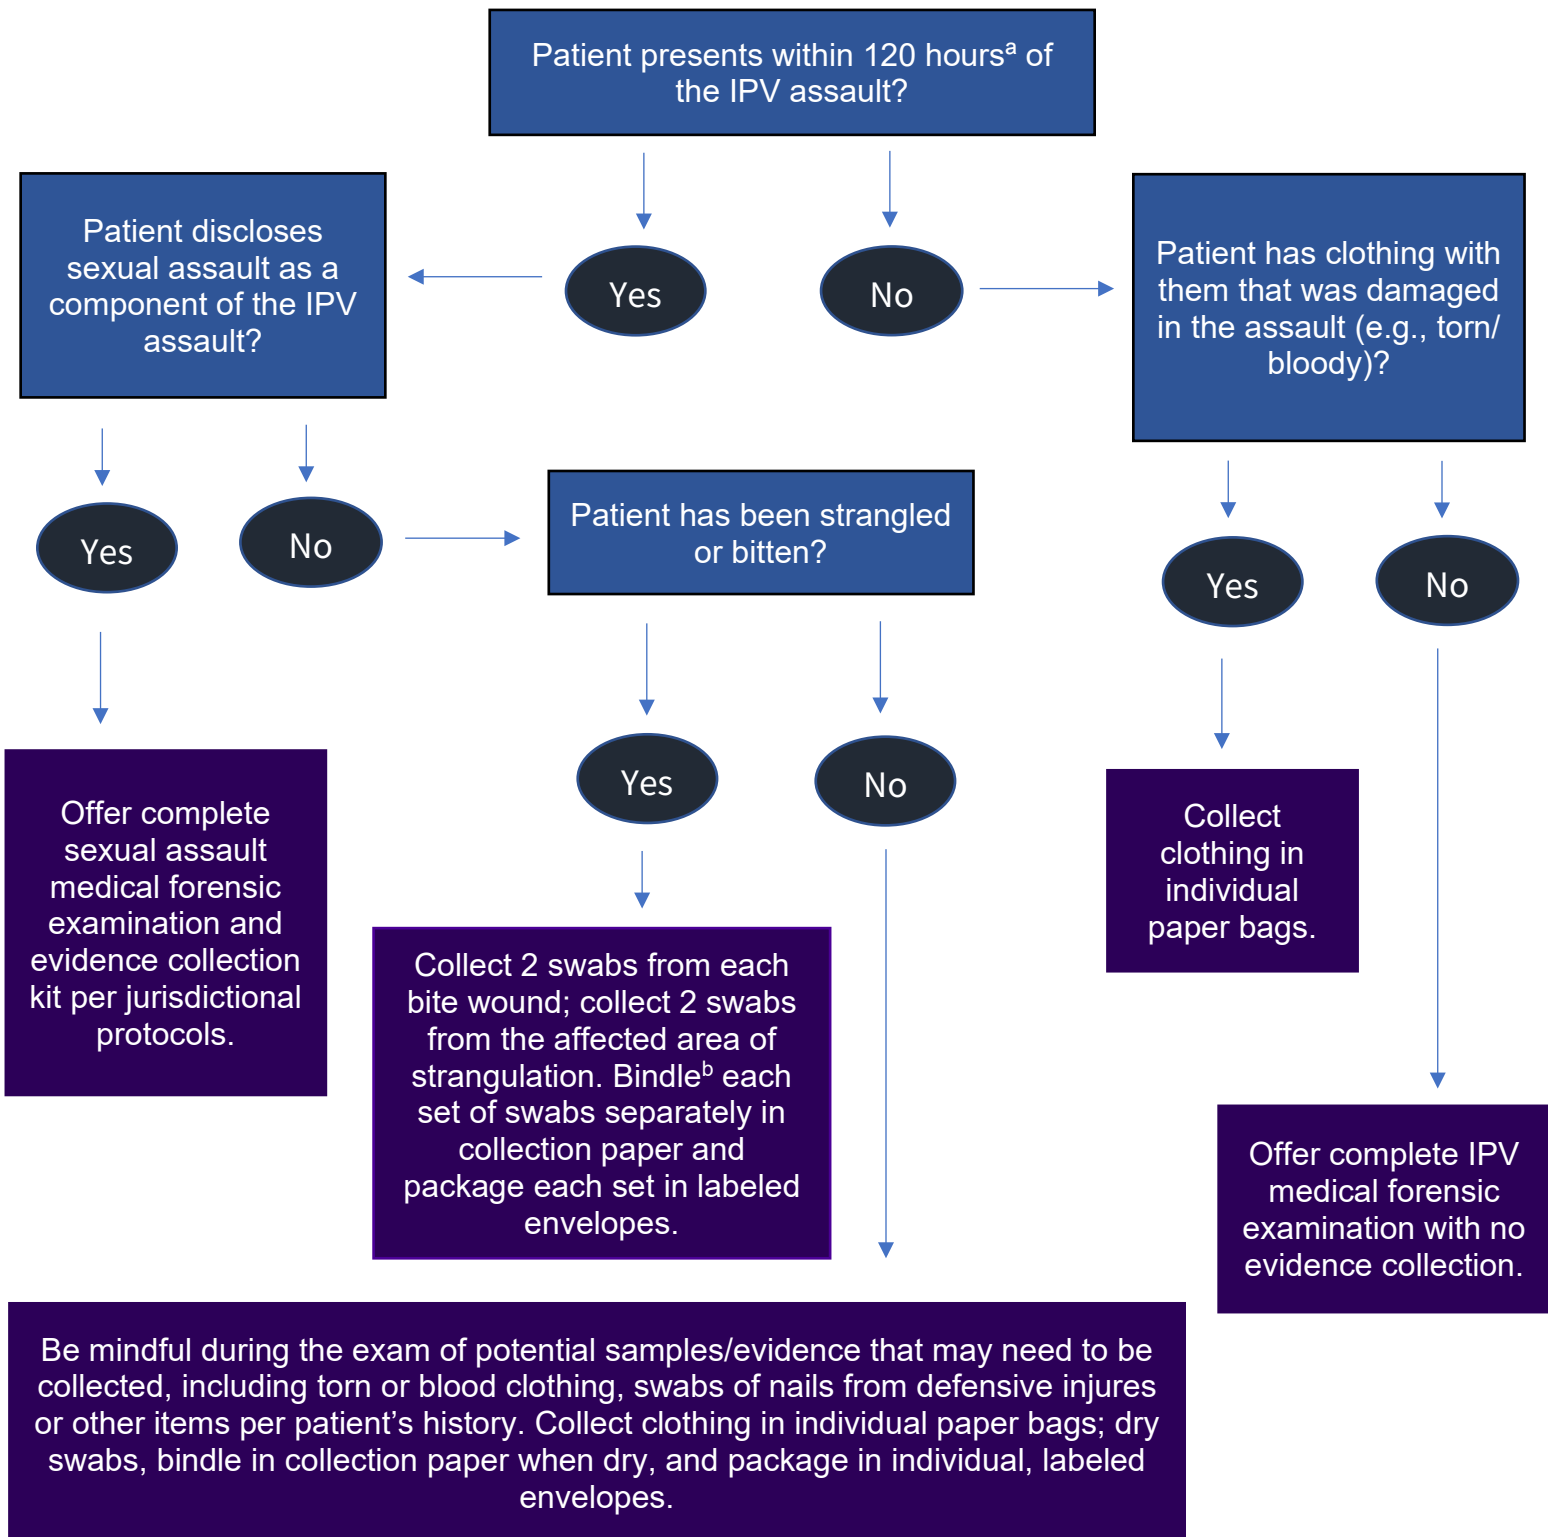 Patient presents within 120 hoursᵃ of
the IPV assault?
Patient discloses
sexual assault as a
component of the IPV
assault?
Yes
No
Patient has clothing with
them that was damaged
in the assault (e.g., torn/
bloody)?
Yes
No
Patient has been strangled
or bitten?
Yes
No
Yes
No
Offer complete
sexual assault
medical forensic
examination and
evidence collection
kit per jurisdictional
protocols.
Collect 2 swabs from each
bite wound; collect 2 swabs
from the affected area of
strangulation. Bindleᵇ each
set of swabs separately in
collection paper and
package each set in labeled
envelopes.
Collect
clothing in
individual
paper bags.
Offer complete IPV
medical forensic
examination with no
evidence collection.
Be mindful during the exam of potential samples/evidence that may need to be
collected, including torn or blood clothing, swabs of nails from defensive injures
or other items per patient’s history. Collect clothing in individual paper bags; dry
swabs, bindle in collection paper when dry, and package in individual, labeled
envelopes.